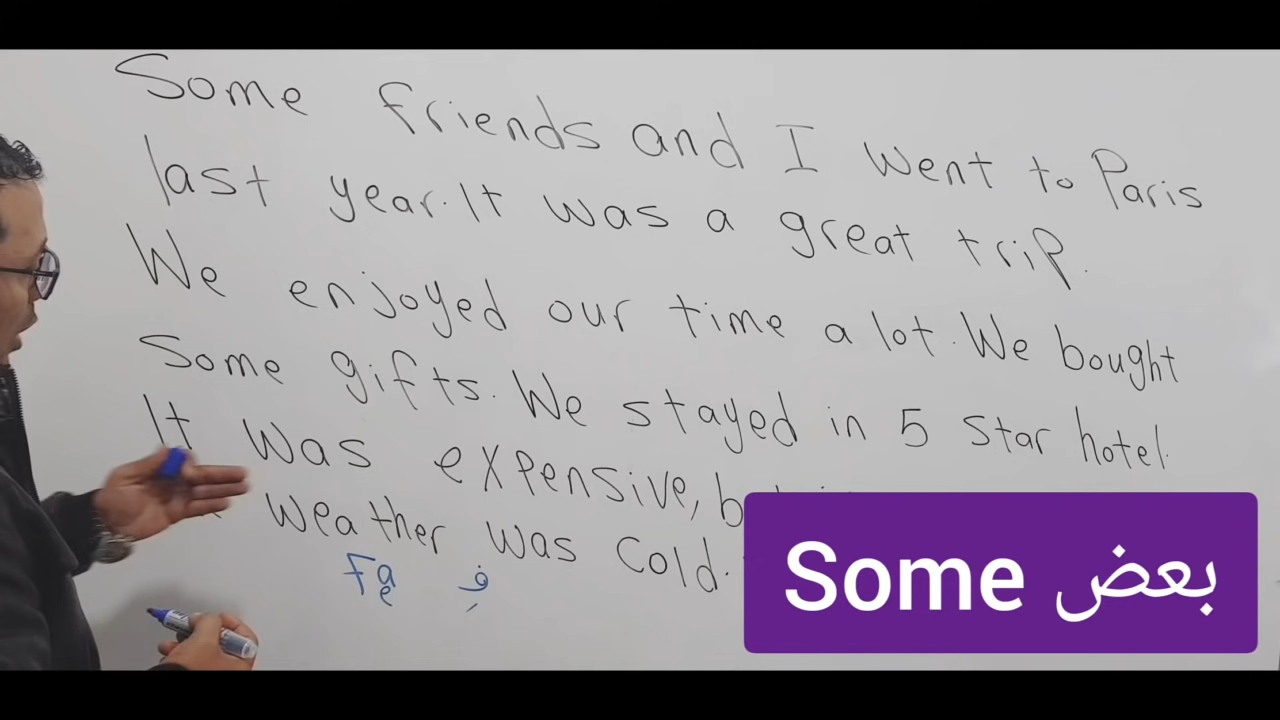 Some friends and I went to Paris
last year. It was a great trip.
We enjoyed our time a lot. We bought
Some gifts. We stayed in 5 star hotel.
It was expensive,
weather was cold.
Fa
e
فِ
Some بعض